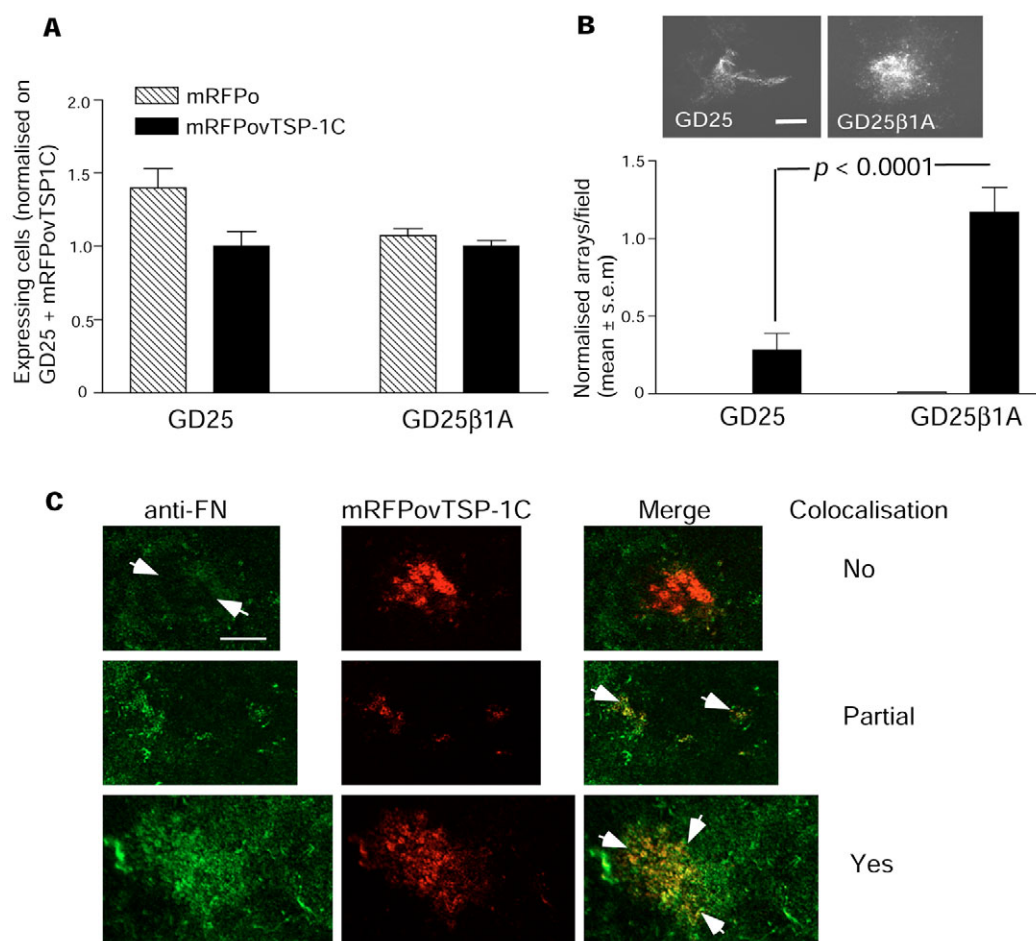 A
mRFPo
mRFPovTSP-1C
Expressing cells (normalised on
GD25 + mRFPovTSP1C)
2.0
1.5
1.0
0.5
0
GD25
GD25β1A
B
GD25
GD25β1A
p < 0.0001
Normalised arrays/field
(mean ± s.e.m)
1.5
1.0
0.5
0
GD25
GD25β1A
C
anti-FN
mRFPovTSP-1C
Merge
Colocalisation
No
Partial
Yes